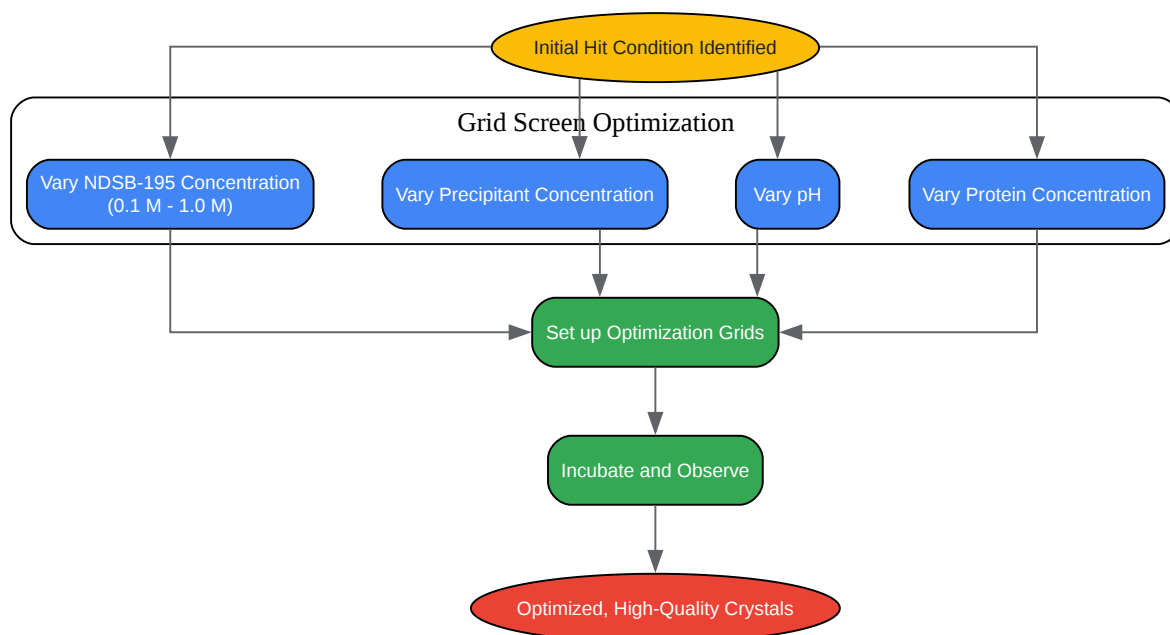 Initial Hit Condition Identified
Grid Screen Optimization
Vary NDSB-195 Concentration
(0.1 M - 1.0 M)
Vary Precipitant Concentration
Vary pH
Vary Protein Concentration
Set up Optimization Grids
Incubate and Observe
Optimized, High-Quality Crystals